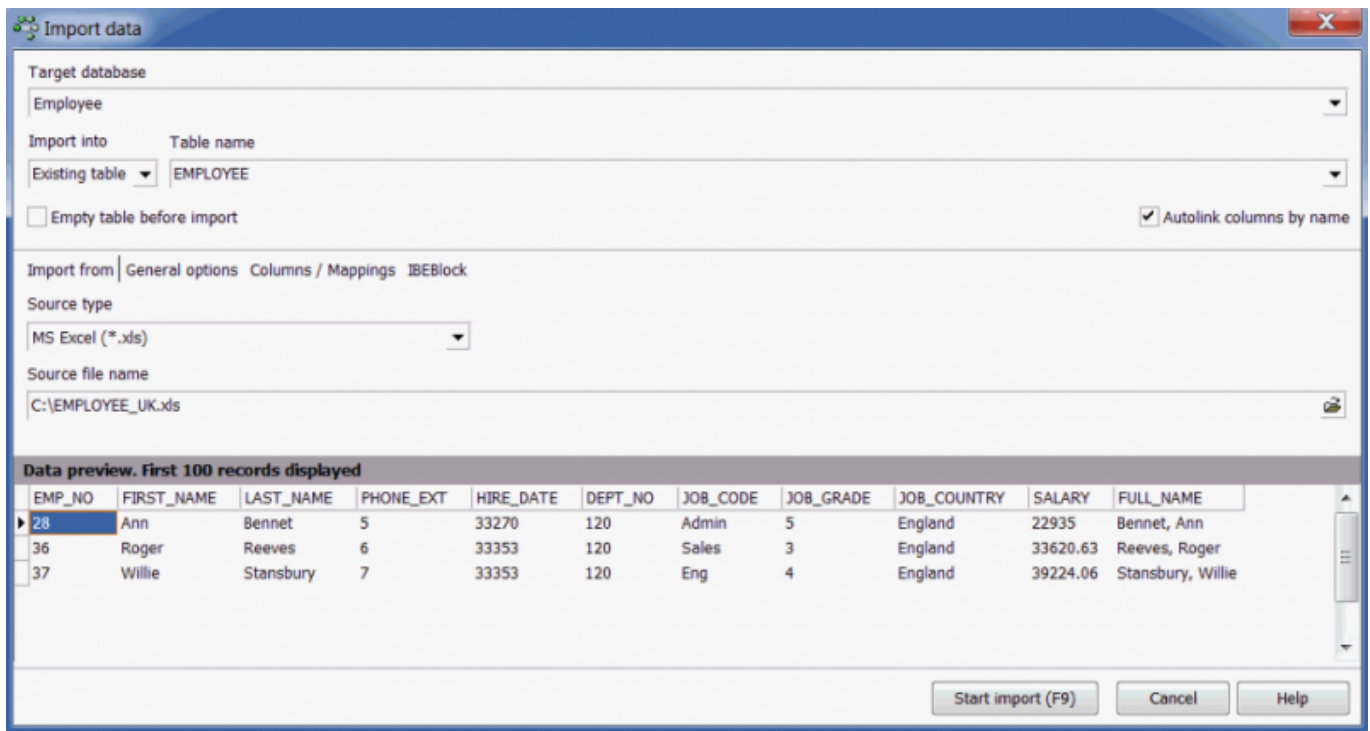 Import data
Target database
Employee
Import into Table name
Existing table EMPLOYEE
Empty table before import Autolink columns by name
Import from General options Columns / Mappings IBEBlock
Source type
MS Excel (*.xls)
Source file name
C:\EMPLOYEE_UK.xls
Data preview. First 100 records displayed
EMP_NO FIRST_NAME LAST_NAME PHONE_EXT HIRE_DATE DEPT_NO JOB_CODE JOB_GRADE JOB_COUNTRY SALARY FULL_NAME
28 Ann Bennet 5 33270 120 Admin 5 England 22935 Bennet, Ann
36 Roger Reeves 6 33353 120 Sales 3 England 33620.63 Reeves, Roger
37 Willie Stansbury 7 33353 120 Eng 4 England 39224.06 Stansbury, Willie
Start import (F9) Cancel Help